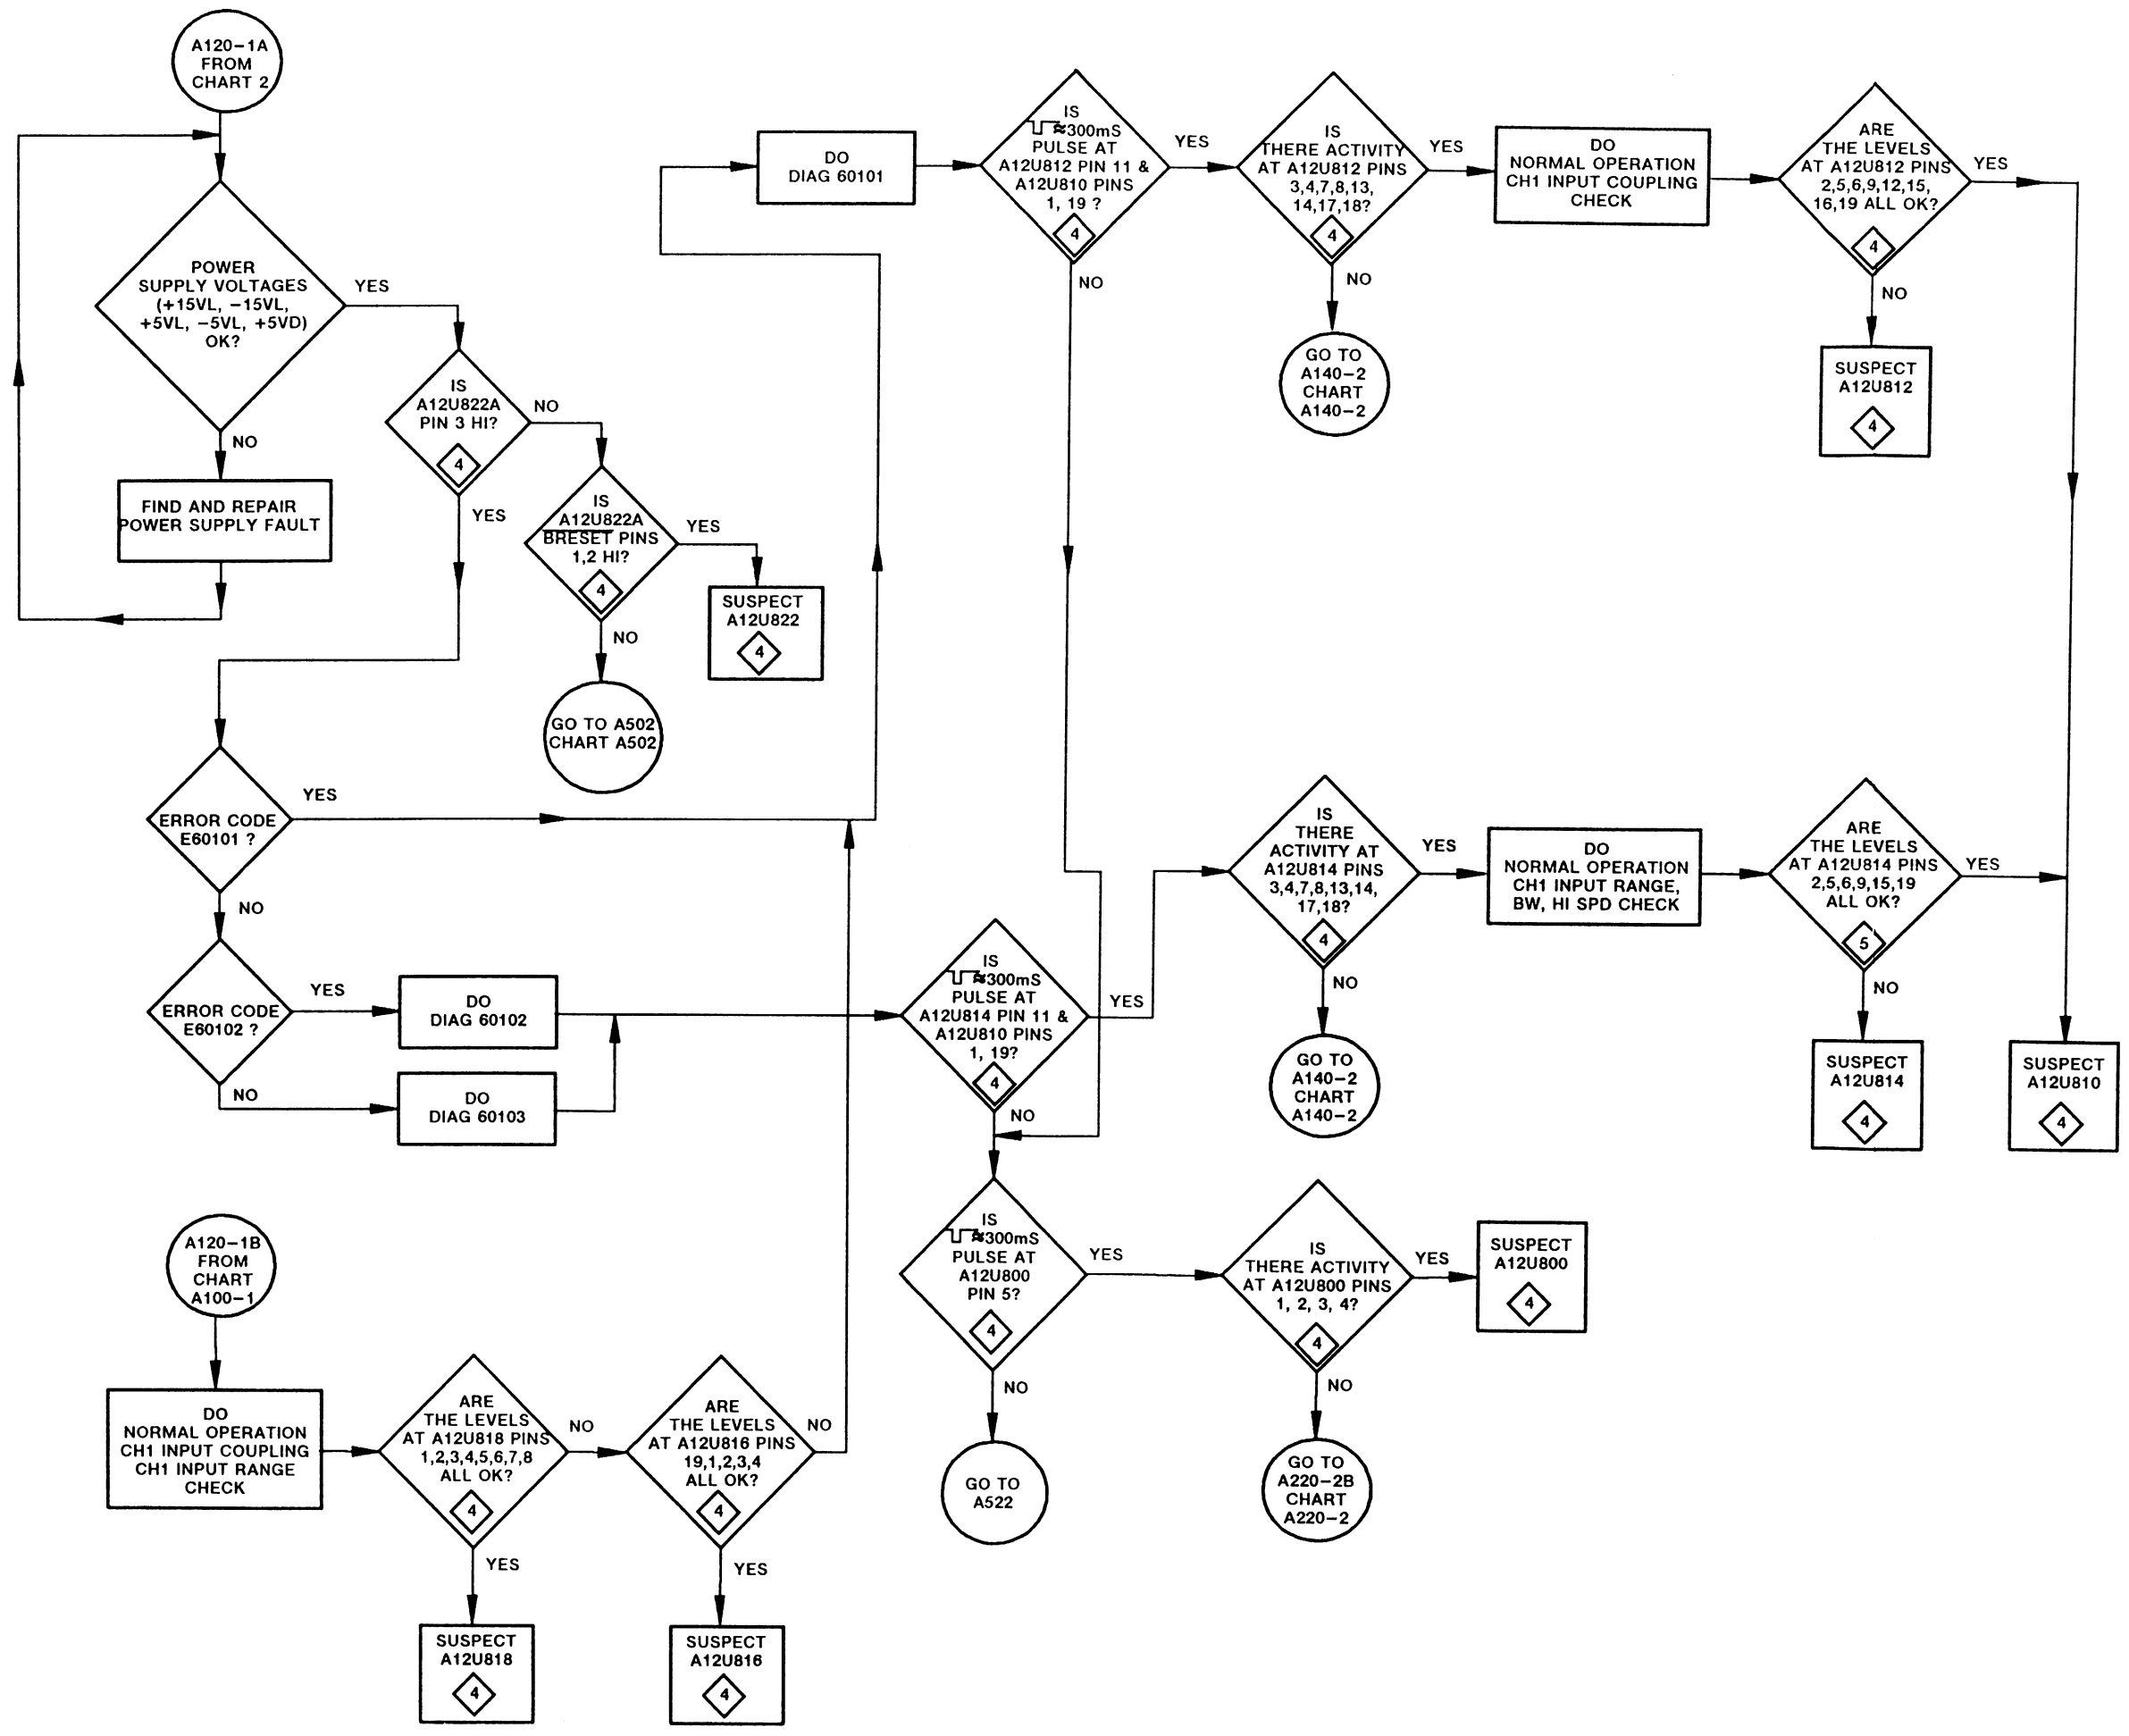 A120-1A
FROM
CHART 2
POWER
SUPPLY VOLTAGES
(+15VL, -15VL,
+5VL, -5VL, +5VD)
OK?
YES
NO
FIND AND REPAIR
POWER SUPPLY FAULT
IS
A12U822A
PIN 3 HI?
4
NO
YES
IS
A12U822A
BRESET PINS
1,2 HI?
4
YES
NO
SUSPECT
A12U822
4
GO TO A502
CHART A502
ERROR CODE
E60101 ?
YES
NO
ERROR CODE
E60102 ?
YES
NO
DO
DIAG 60102
DO
DIAG 60103
DO
DIAG 60101
IS
≈300mS
PULSE AT
A12U812 PIN 11 &
A12U810 PINS
1, 19 ?
4
YES
NO
IS
THERE ACTIVITY
AT A12U812 PINS
3,4,7,8,13,
14,17,18?
4
YES
NO
GO TO
A140-2
CHART
A140-2
DO
NORMAL OPERATION
CH1 INPUT COUPLING
CHECK
ARE
THE LEVELS
AT A12U812 PINS
2,5,6,9,12,15,
16,19 ALL OK?
4
YES
NO
SUSPECT
A12U812
4
IS
≈300mS
PULSE AT
A12U814 PIN 11 &
A12U810 PINS
1, 19?
4
YES
NO
IS
THERE
ACTIVITY AT
A12U814 PINS
3,4,7,8,13,14,
17,18?
4
YES
NO
GO TO
A140-2
CHART
A140-2
DO
NORMAL OPERATION
CH1 INPUT RANGE,
BW, HI SPD CHECK
ARE
THE LEVELS
AT A12U814 PINS
2,5,6,9,15,19
ALL OK?
5
YES
NO
SUSPECT
A12U814
4
SUSPECT
A12U810
4
IS
≈300mS
PULSE AT
A12U800
PIN 5?
4
YES
NO
GO TO
A522
IS
THERE ACTIVITY
AT A12U800 PINS
1, 2, 3, 4?
4
YES
NO
SUSPECT
A12U800
4
GO TO
A220-2B
CHART
A220-2
A120-1B
FROM
CHART
A100-1
DO
NORMAL OPERATION
CH1 INPUT COUPLING
CH1 INPUT RANGE
CHECK
ARE
THE LEVELS
AT A12U818 PINS
1,2,3,4,5,6,7,8
ALL OK?
4
NO
YES
SUSPECT
A12U818
4
ARE
THE LEVELS
AT A12U816 PINS
19,1,2,3,4
ALL OK?
4
NO
YES
SUSPECT
A12U816
4